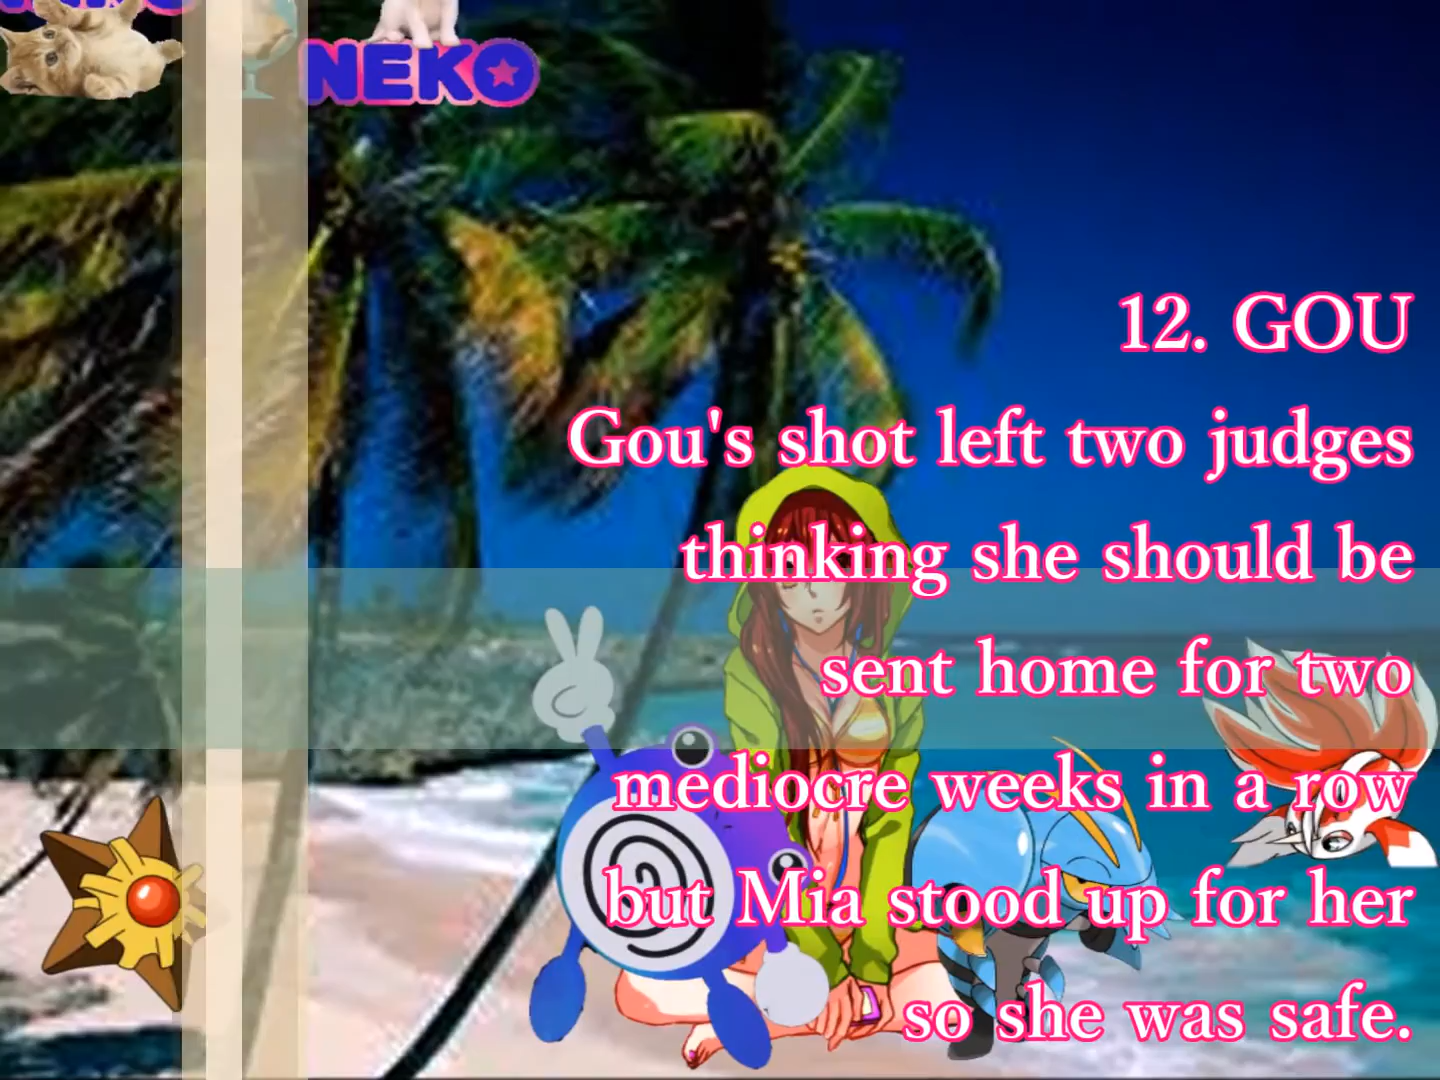 NEKO
12. GOU
Gou's shot left two judges
thinking she should be
sent home for two
mediocre weeks in a row
but Mia stood up for her
so she was safe.